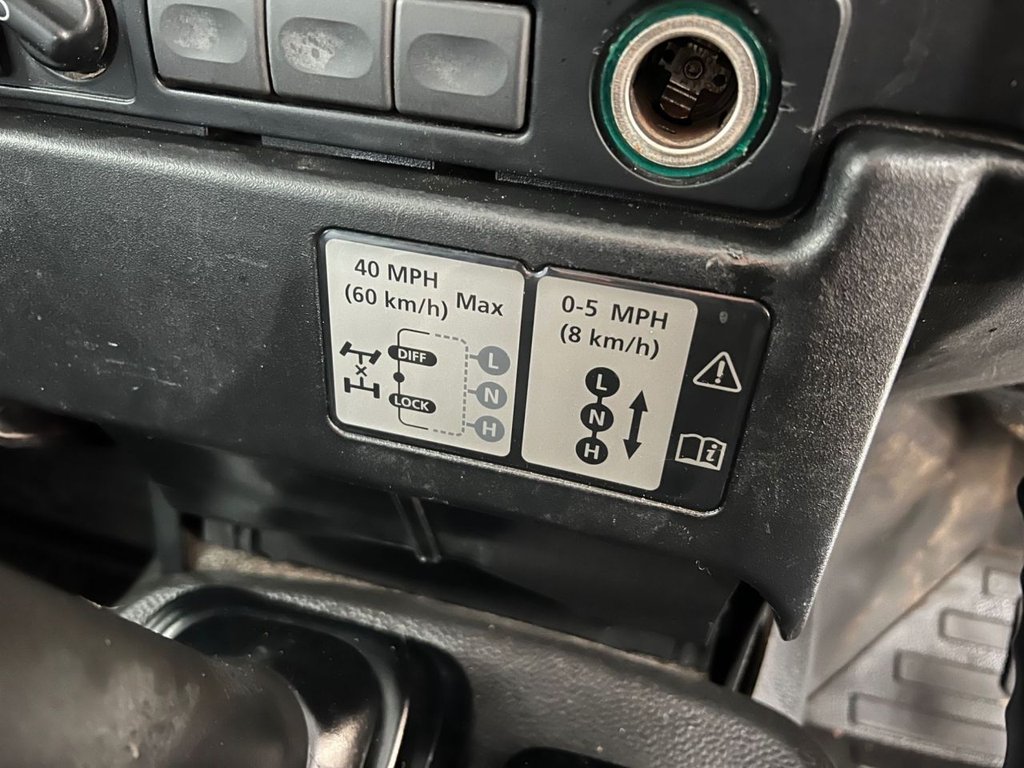 40 MPH
(60 km/h) Max
DIFF
LOCK
L
N
H
0-5 MPH
(8 km/h)
L
N
H
i